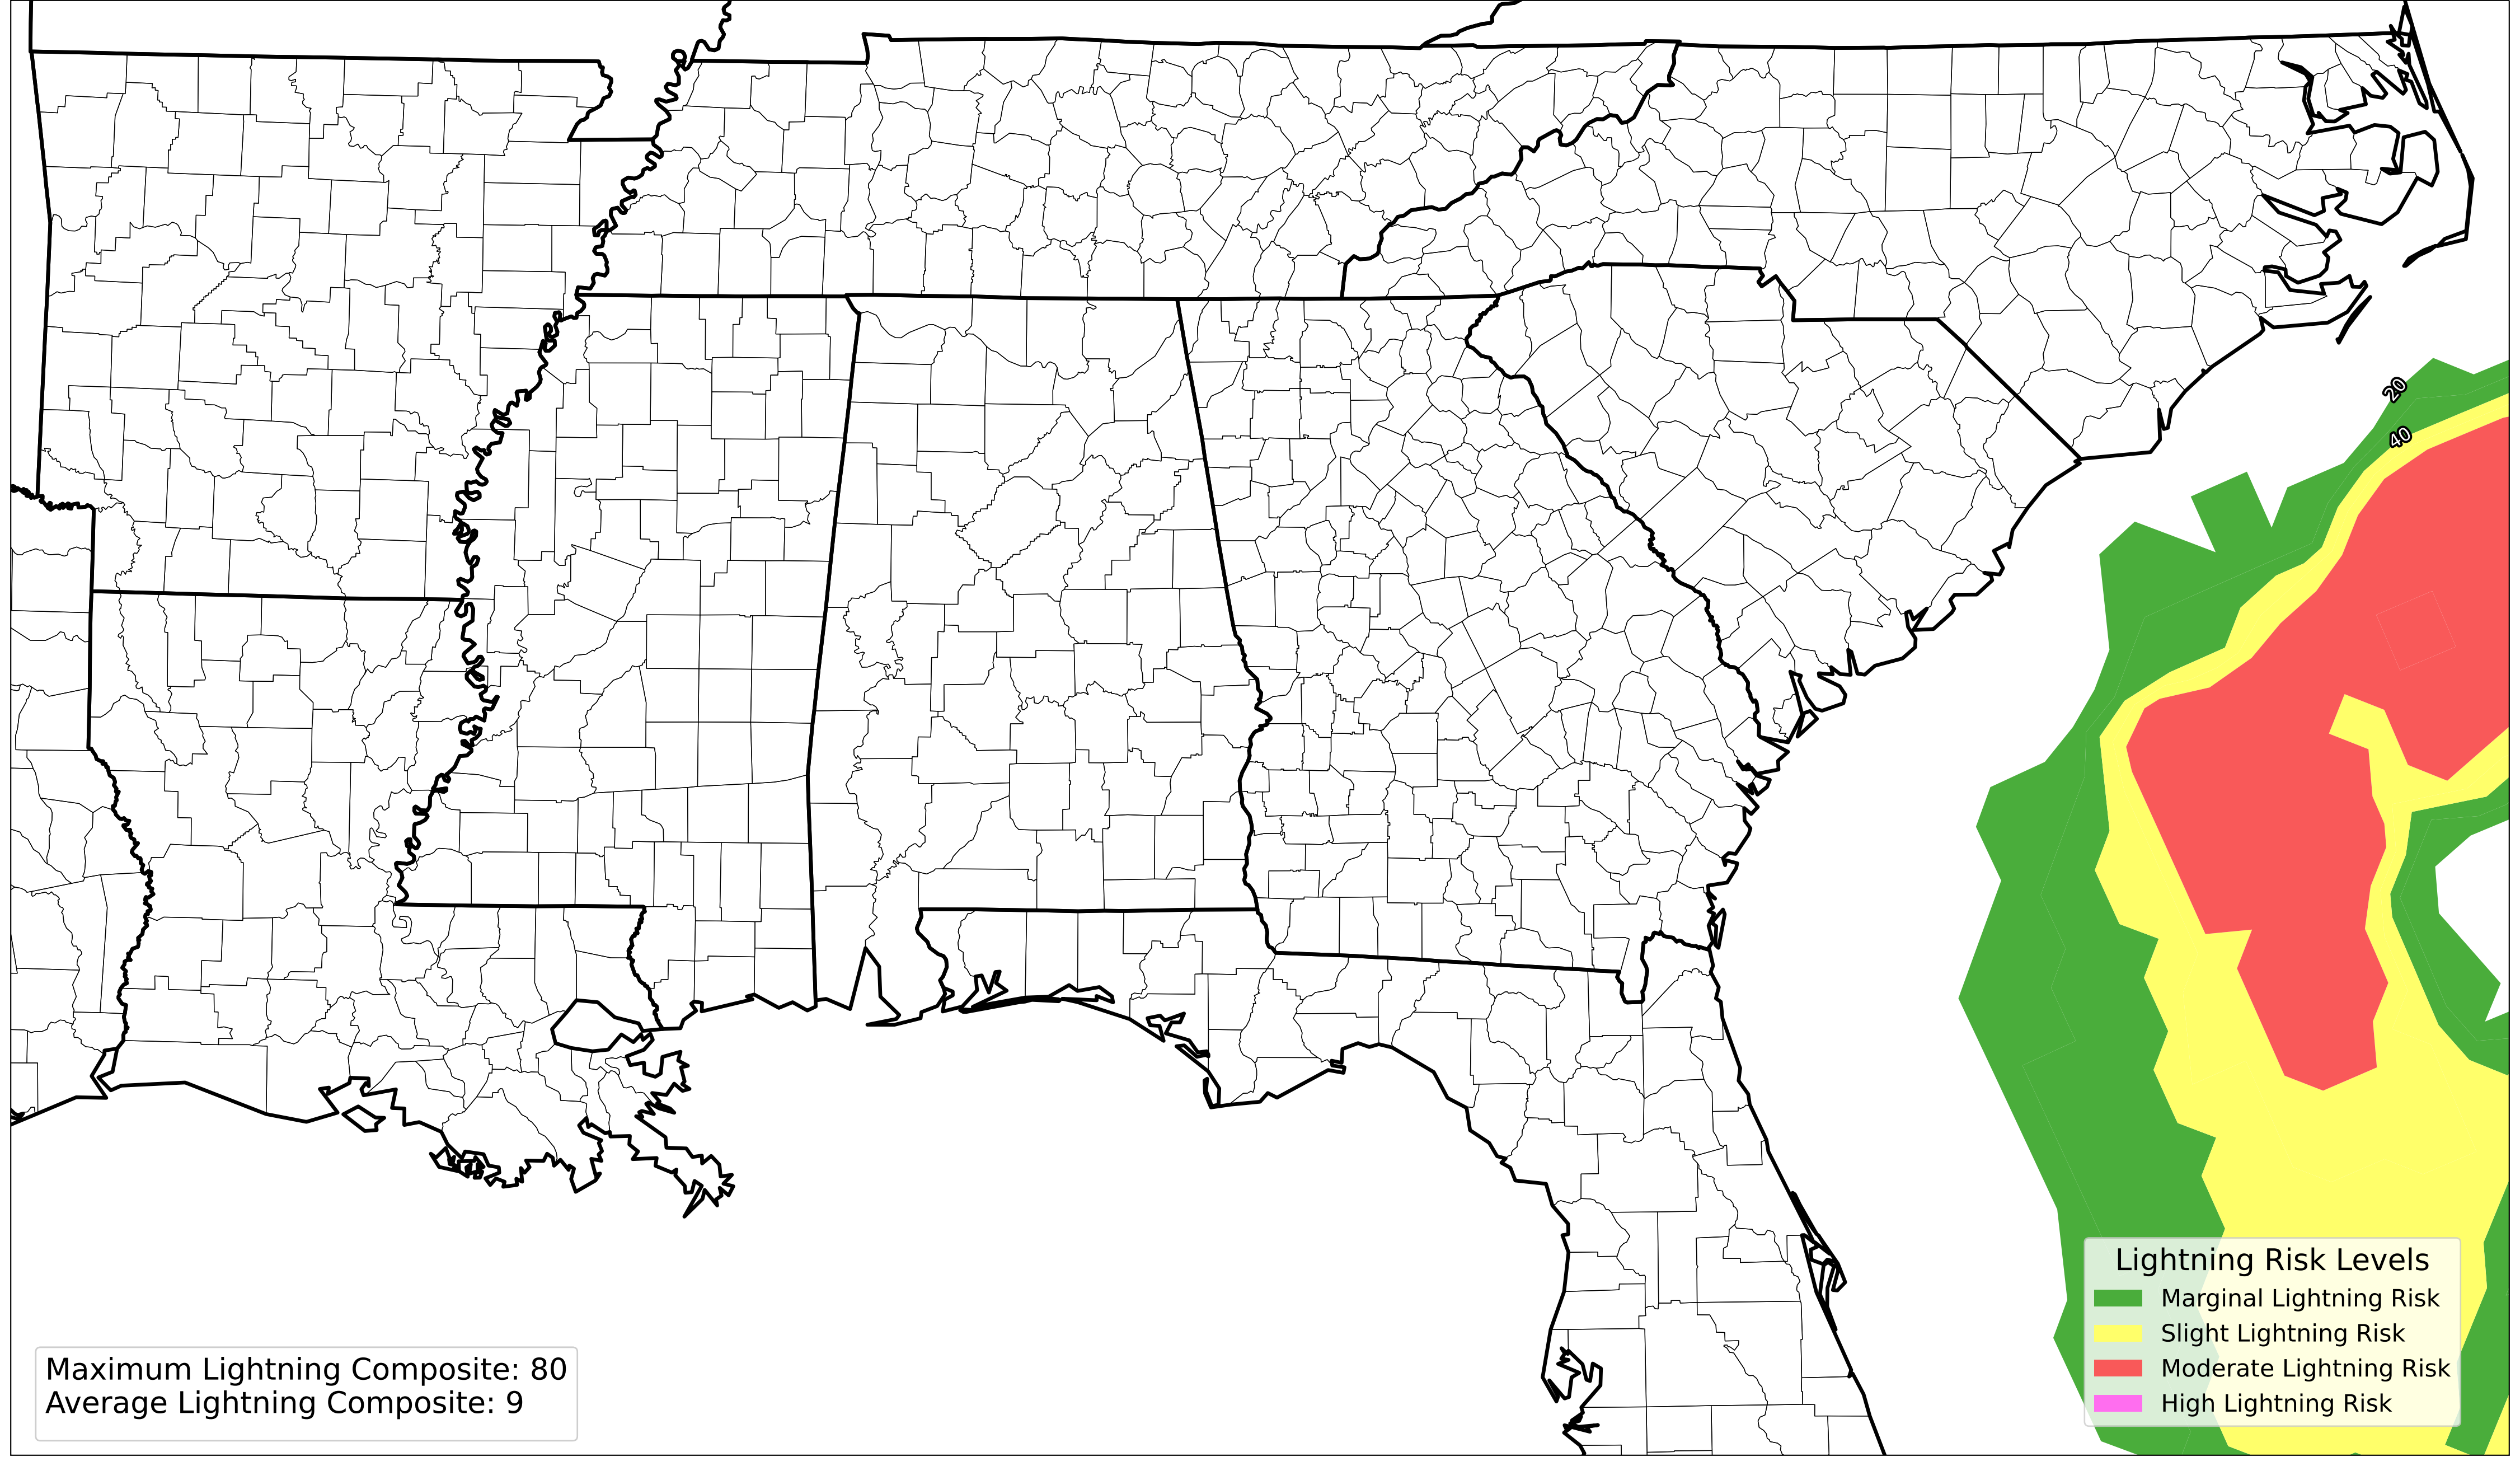 20
40
Lightning Risk Levels
Marginal Lightning Risk
Slight Lightning Risk
Moderate Lightning Risk
High Lightning Risk
Maximum Lightning Composite: 80
Average Lightning Composite: 9